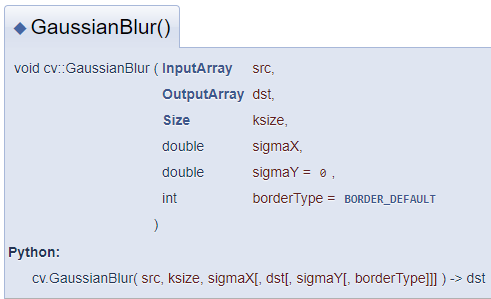 GaussianBlur()
void cv::GaussianBlur ( InputArray src,
OutputArray dst,
Size ksize,
double sigmaX,
double sigmaY = 0 ,
int borderType = BORDER_DEFAULT
)
Python:
cv.GaussianBlur( src, ksize, sigmaX[, dst[, sigmaY[, borderType]]] ) -> dst